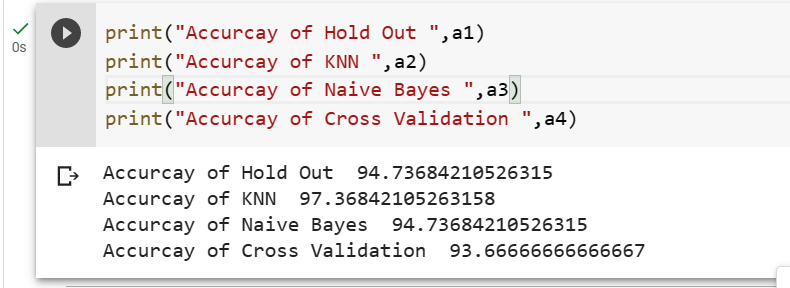 print("Accurcay of Hold Out ",a1)
0s
print("Accurcay of KNN ",a2)
print("Accurcay of Naive Bayes ",a3)
print("Accurcay of Cross Validation ",a4)
Accurcay of Hold Out  94.73684210526315
Accurcay of KNN  97.36842105263158
Accurcay of Naive Bayes  94.73684210526315
Accurcay of Cross Validation  93.66666666666667